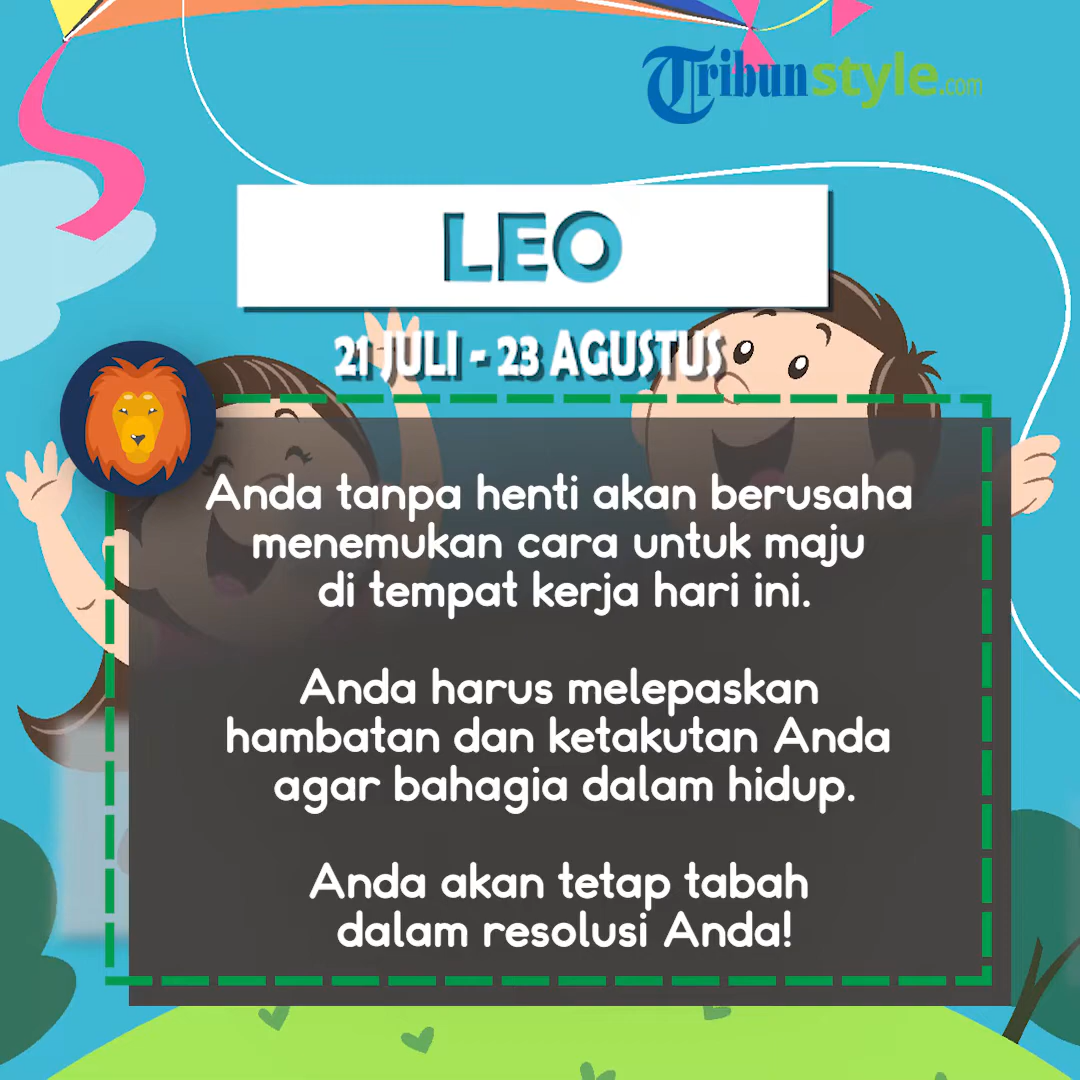 Tribunstyle.com
LEO
21 JULI - 23 AGUSTUS
Anda tanpa henti akan berusaha
menemukan cara untuk maju
di tempat kerja hari ini.
Anda harus melepaskan
hambatan dan ketakutan Anda
agar bahagia dalam hidup.
Anda akan tetap tabah
dalam resolusi Anda!